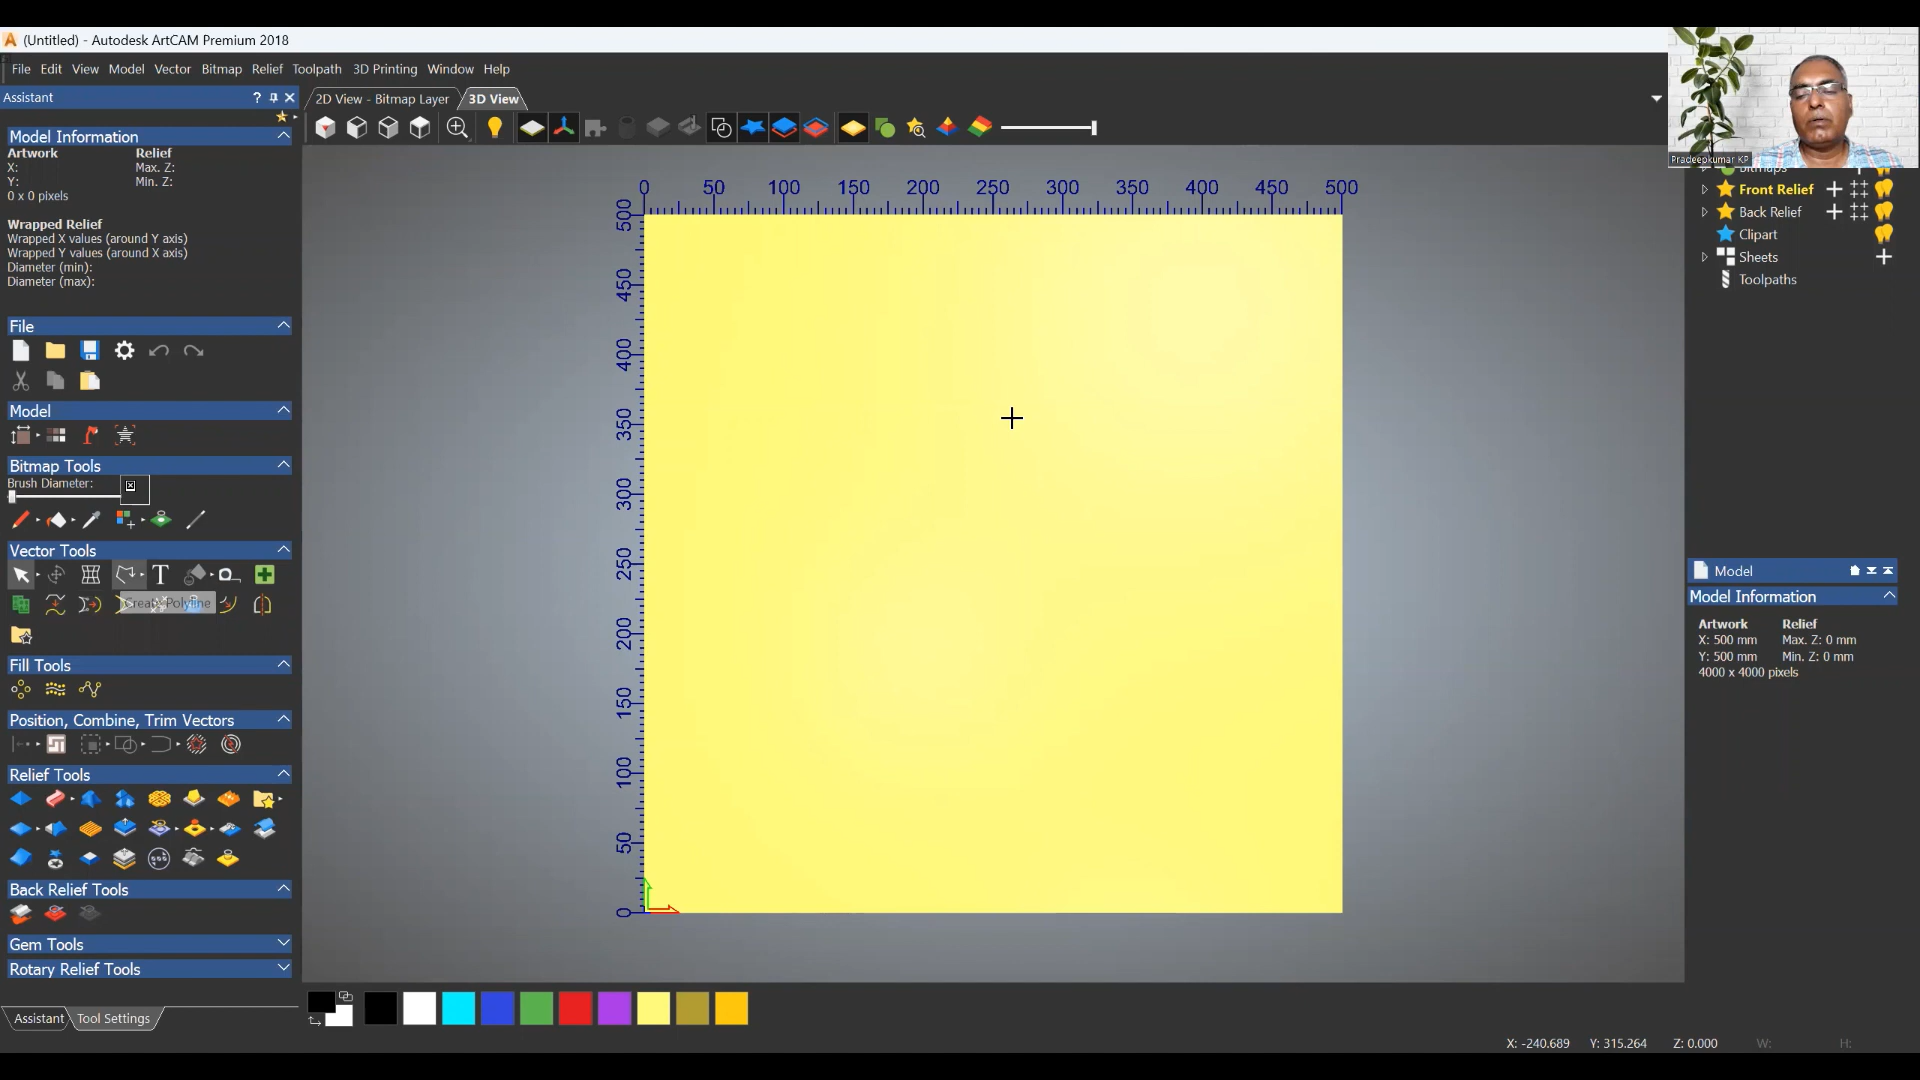 (Untitled) - Autodesk ArtCAM Premium 2018
File Edit View Model Vector Bitmap Relief Toolpath 3D Printing Window Help
Assistant
2D View - Bitmap Layer
3D View
Model Information
Artwork Relief
X: Max. Z:
Y: Min. Z:
0 x 0 pixels
Wrapped Relief
Wrapped X values (around Y axis)
Wrapped Y values (around X axis)
Diameter (min):
Diameter (max):
File
Model
Bitmap Tools
Brush Diameter:
Vector Tools
Create Polyline
Fill Tools
Position, Combine, Trim Vectors
Relief Tools
Back Relief Tools
Gem Tools
Rotary Relief Tools
Assistant Tool Settings
0 50 100 150 200 250 300 350 400 450 500
500
450
400
350
300
250
200
150
100
50
0
Pradeepkumar KP
Bitmaps
Front Relief
Back Relief
Clipart
Sheets
Toolpaths
Model
Model Information
Artwork Relief
X: 500 mm Max. Z: 0 mm
Y: 500 mm Min. Z: 0 mm
4000 x 4000 pixels
X: -240.689 Y: 315.264 Z: 0.000 W: H: